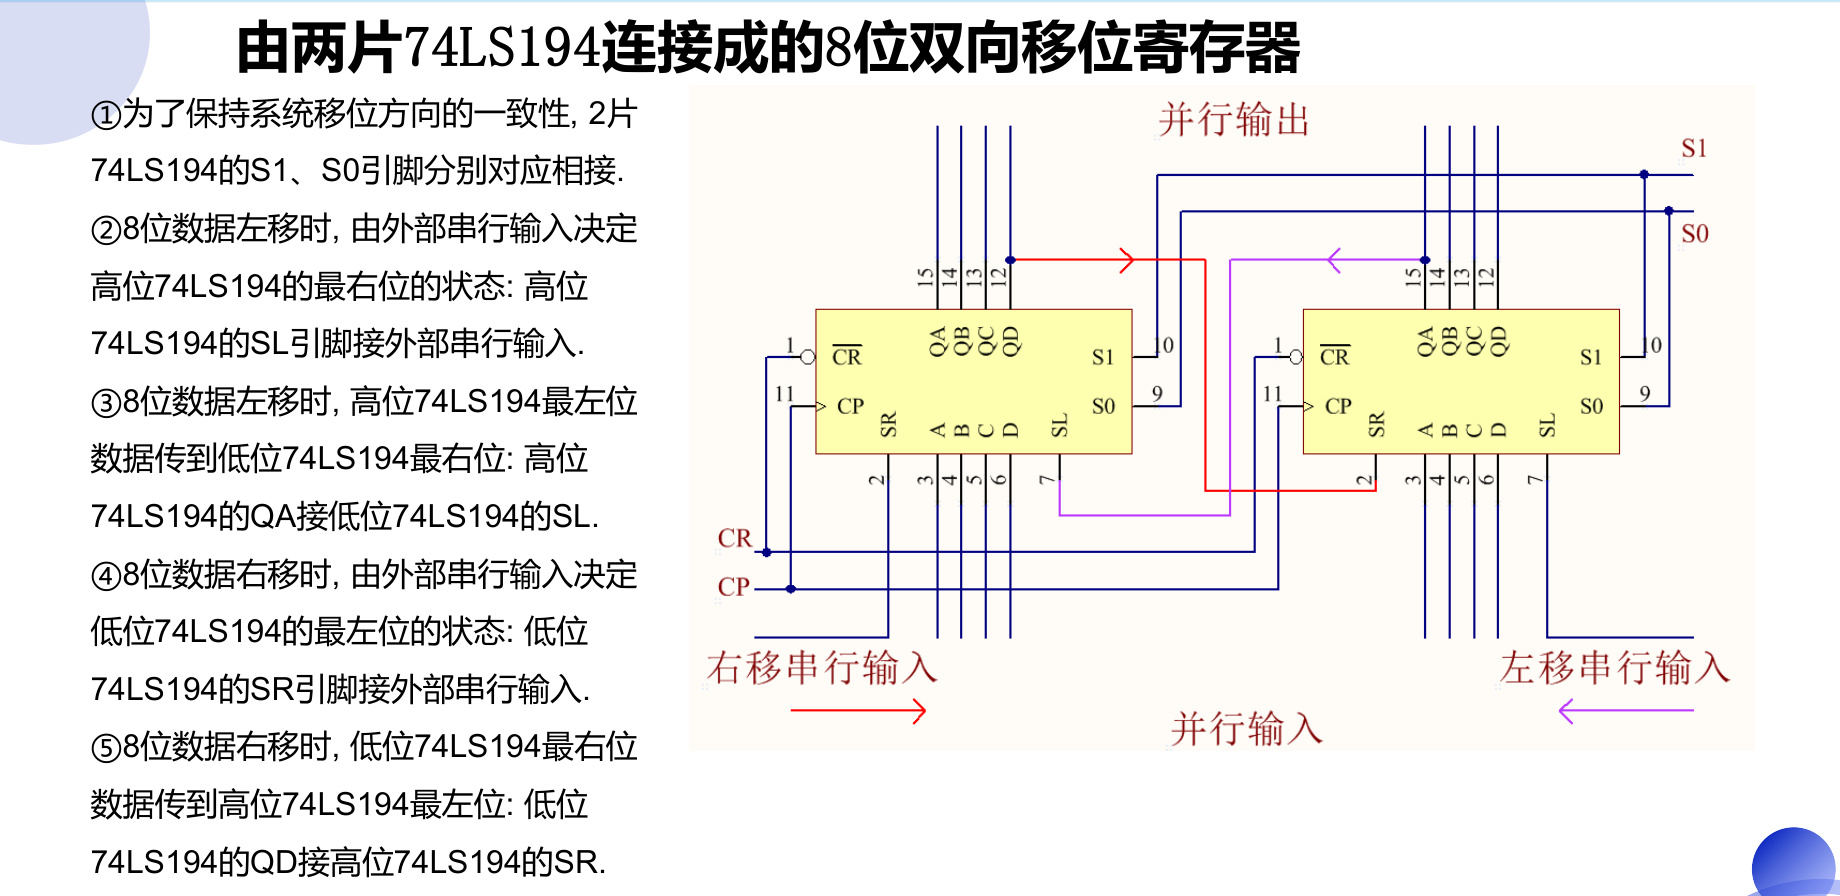 由两片74LS194连接成的8位双向移位寄存器
①为了保持系统移位方向的一致性, 2片
74LS194的S1、S0引脚分别对应相接.
②8位数据左移时, 由外部串行输入决定
高位74LS194的最右位的状态: 高位
74LS194的SL引脚接外部串行输入.
③8位数据左移时, 高位74LS194最左位
数据传到低位74LS194最右位: 高位
74LS194的QA接低位74LS194的SL.
④8位数据右移时, 由外部串行输入决定
低位74LS194的最左位的状态: 低位
74LS194的SR引脚接外部串行输入.
⑤8位数据右移时, 低位74LS194最右位
数据传到高位74LS194最左位: 低位
74LS194的QD接高位74LS194的SR.
并行输出
S1
S0
15 14 13 12
15 14 13 12
QA QB QC QD
QA QB QC QD
1 CR S1 10
1 CR S1 10
11 CP S0 9
11 CP S0 9
SR A B C D SL
SR A B C D SL
2 3 4 5 6 7
2 3 4 5 6 7
CR
CP
右移串行输入
左移串行输入
并行输入